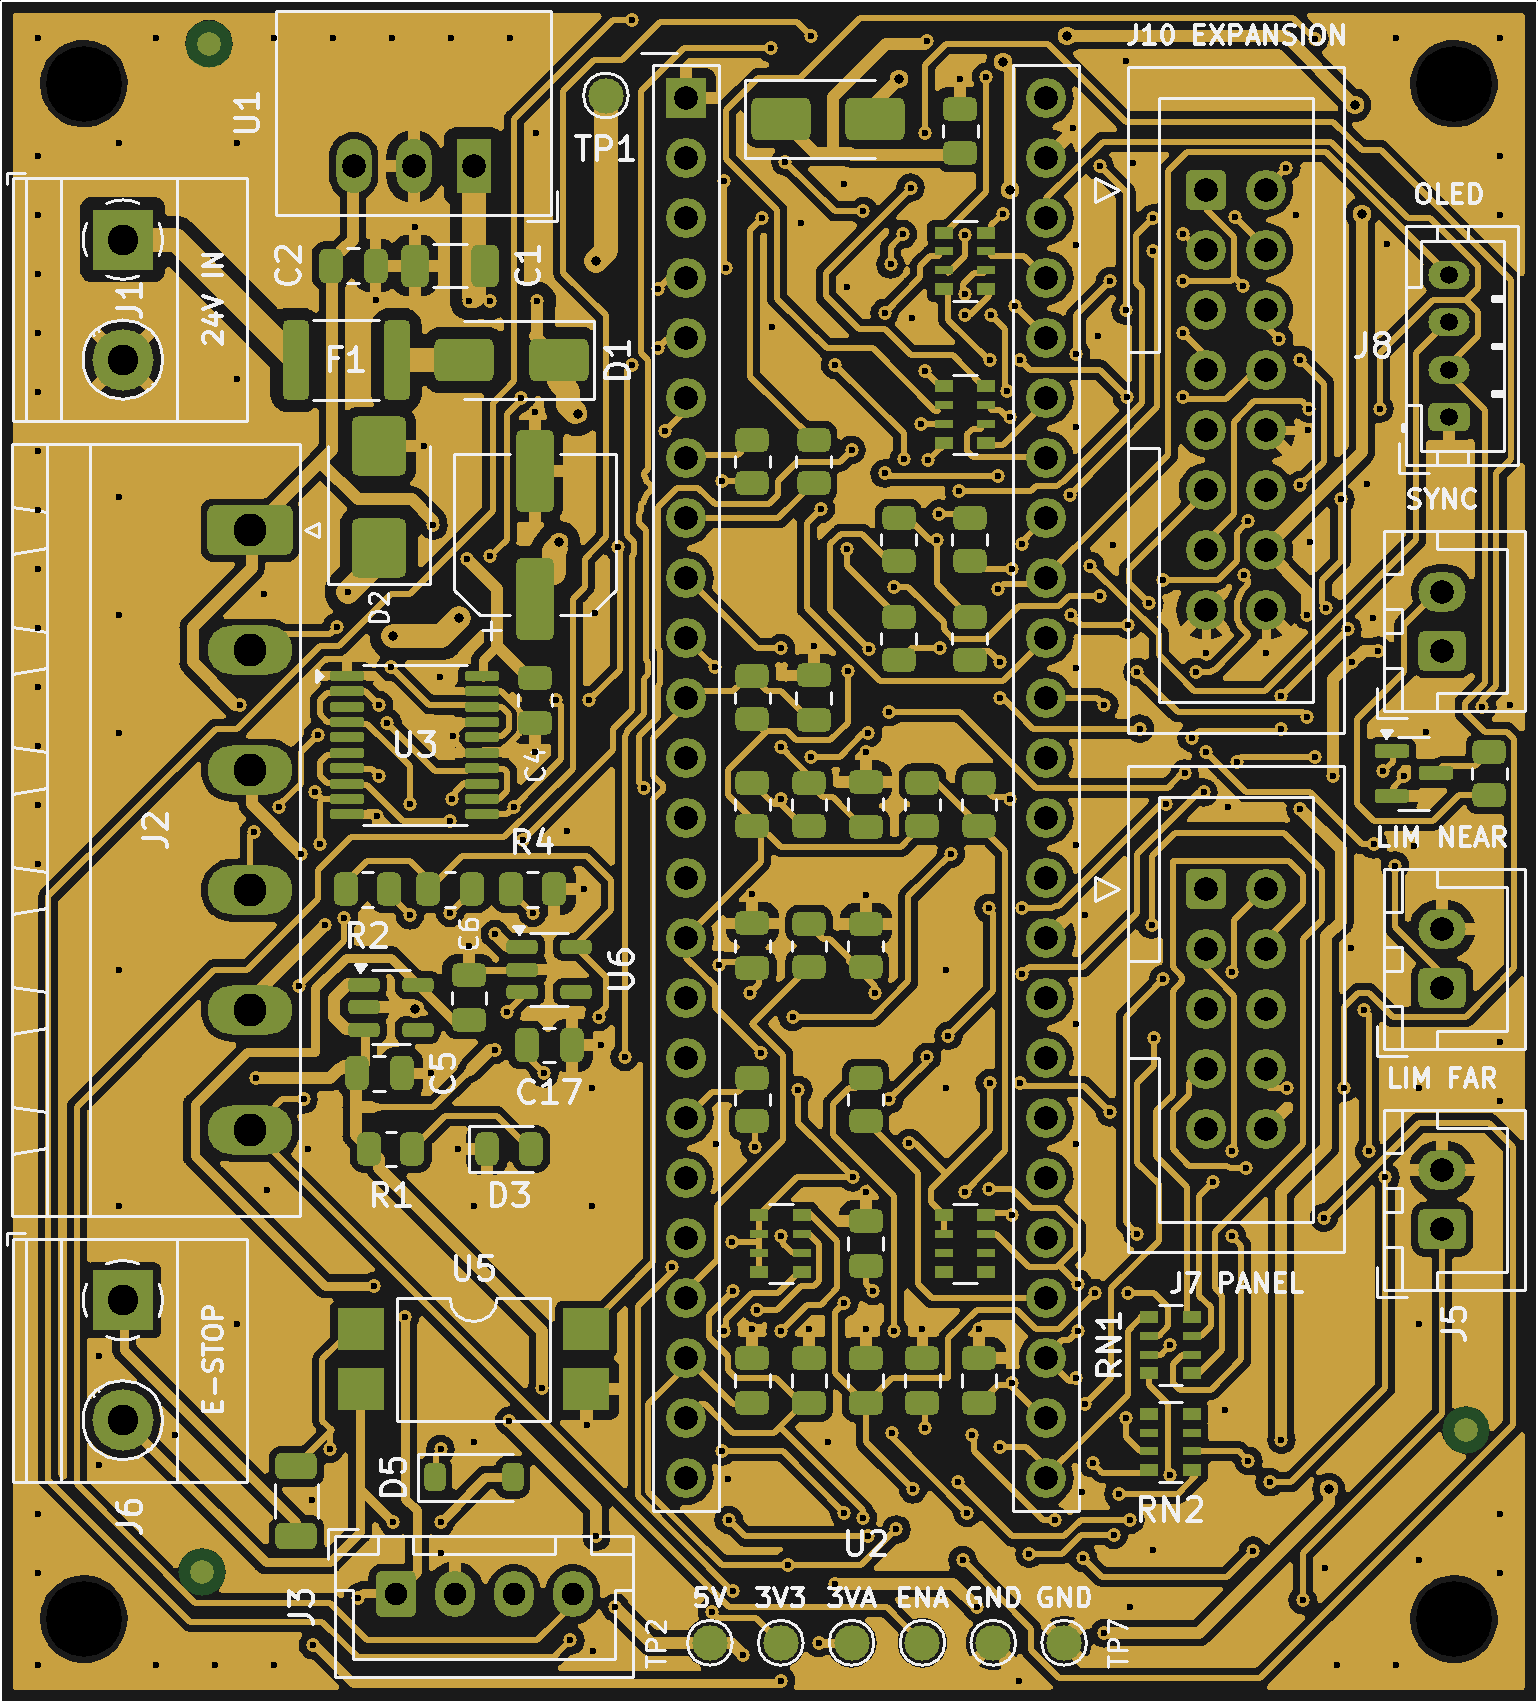 J10 EXPANSION
U1
TP1
OLED
J1
24V IN
C2
C1
F1
D1
J8
SYNC
D2
+
U3
C4
J2
R4
LIM NEAR
R2
C6
U6
C5
C17
LIM FAR
R1
D3
U5
J7 PANEL
J5
RN1
E-STOP
D5
J6
RN2
U2
J3
5V 3V3 3VA ENA GND GND
TP2
TP7